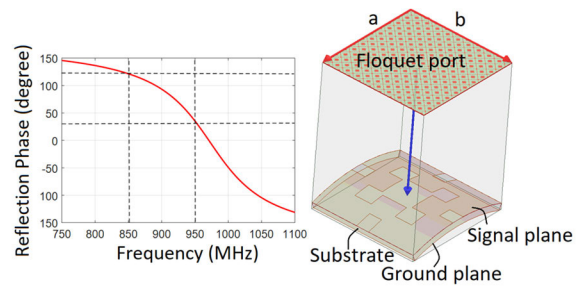 Reflection Phase (degree)
150
100
50
0
50
100
150
750 800 850 900 950 1000 1050 1100
Frequency (MHz)
a
b
Floquet port
Signal plane
Substrate
Ground plane